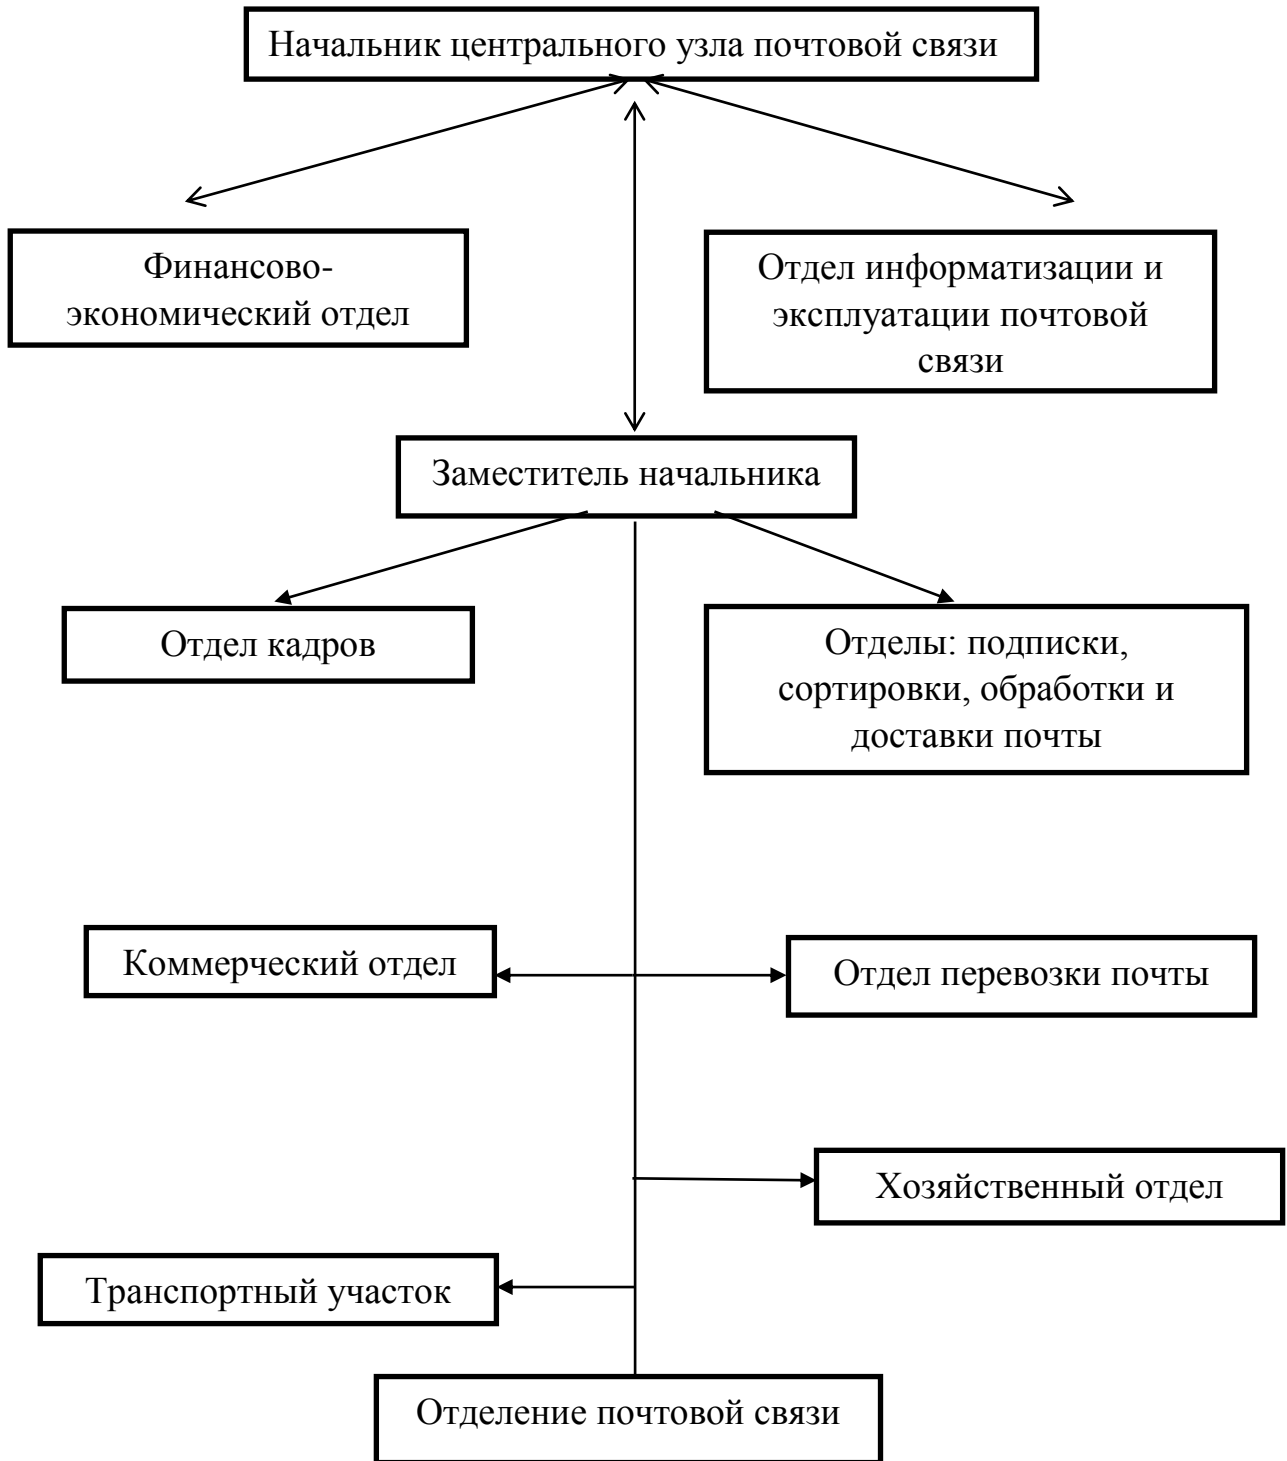 Начальник центрального узла почтовой связи
Финансово-
экономический отдел
Отдел информатизации и
эксплуатации почтовой
связи
Заместитель начальника
Отдел кадров
Отделы: подписки,
сортировки, обработки и
доставки почты
Коммерческий отдел
Отдел перевозки почты
Хозяйственный отдел
Транспортный участок
Отделение почтовой связи